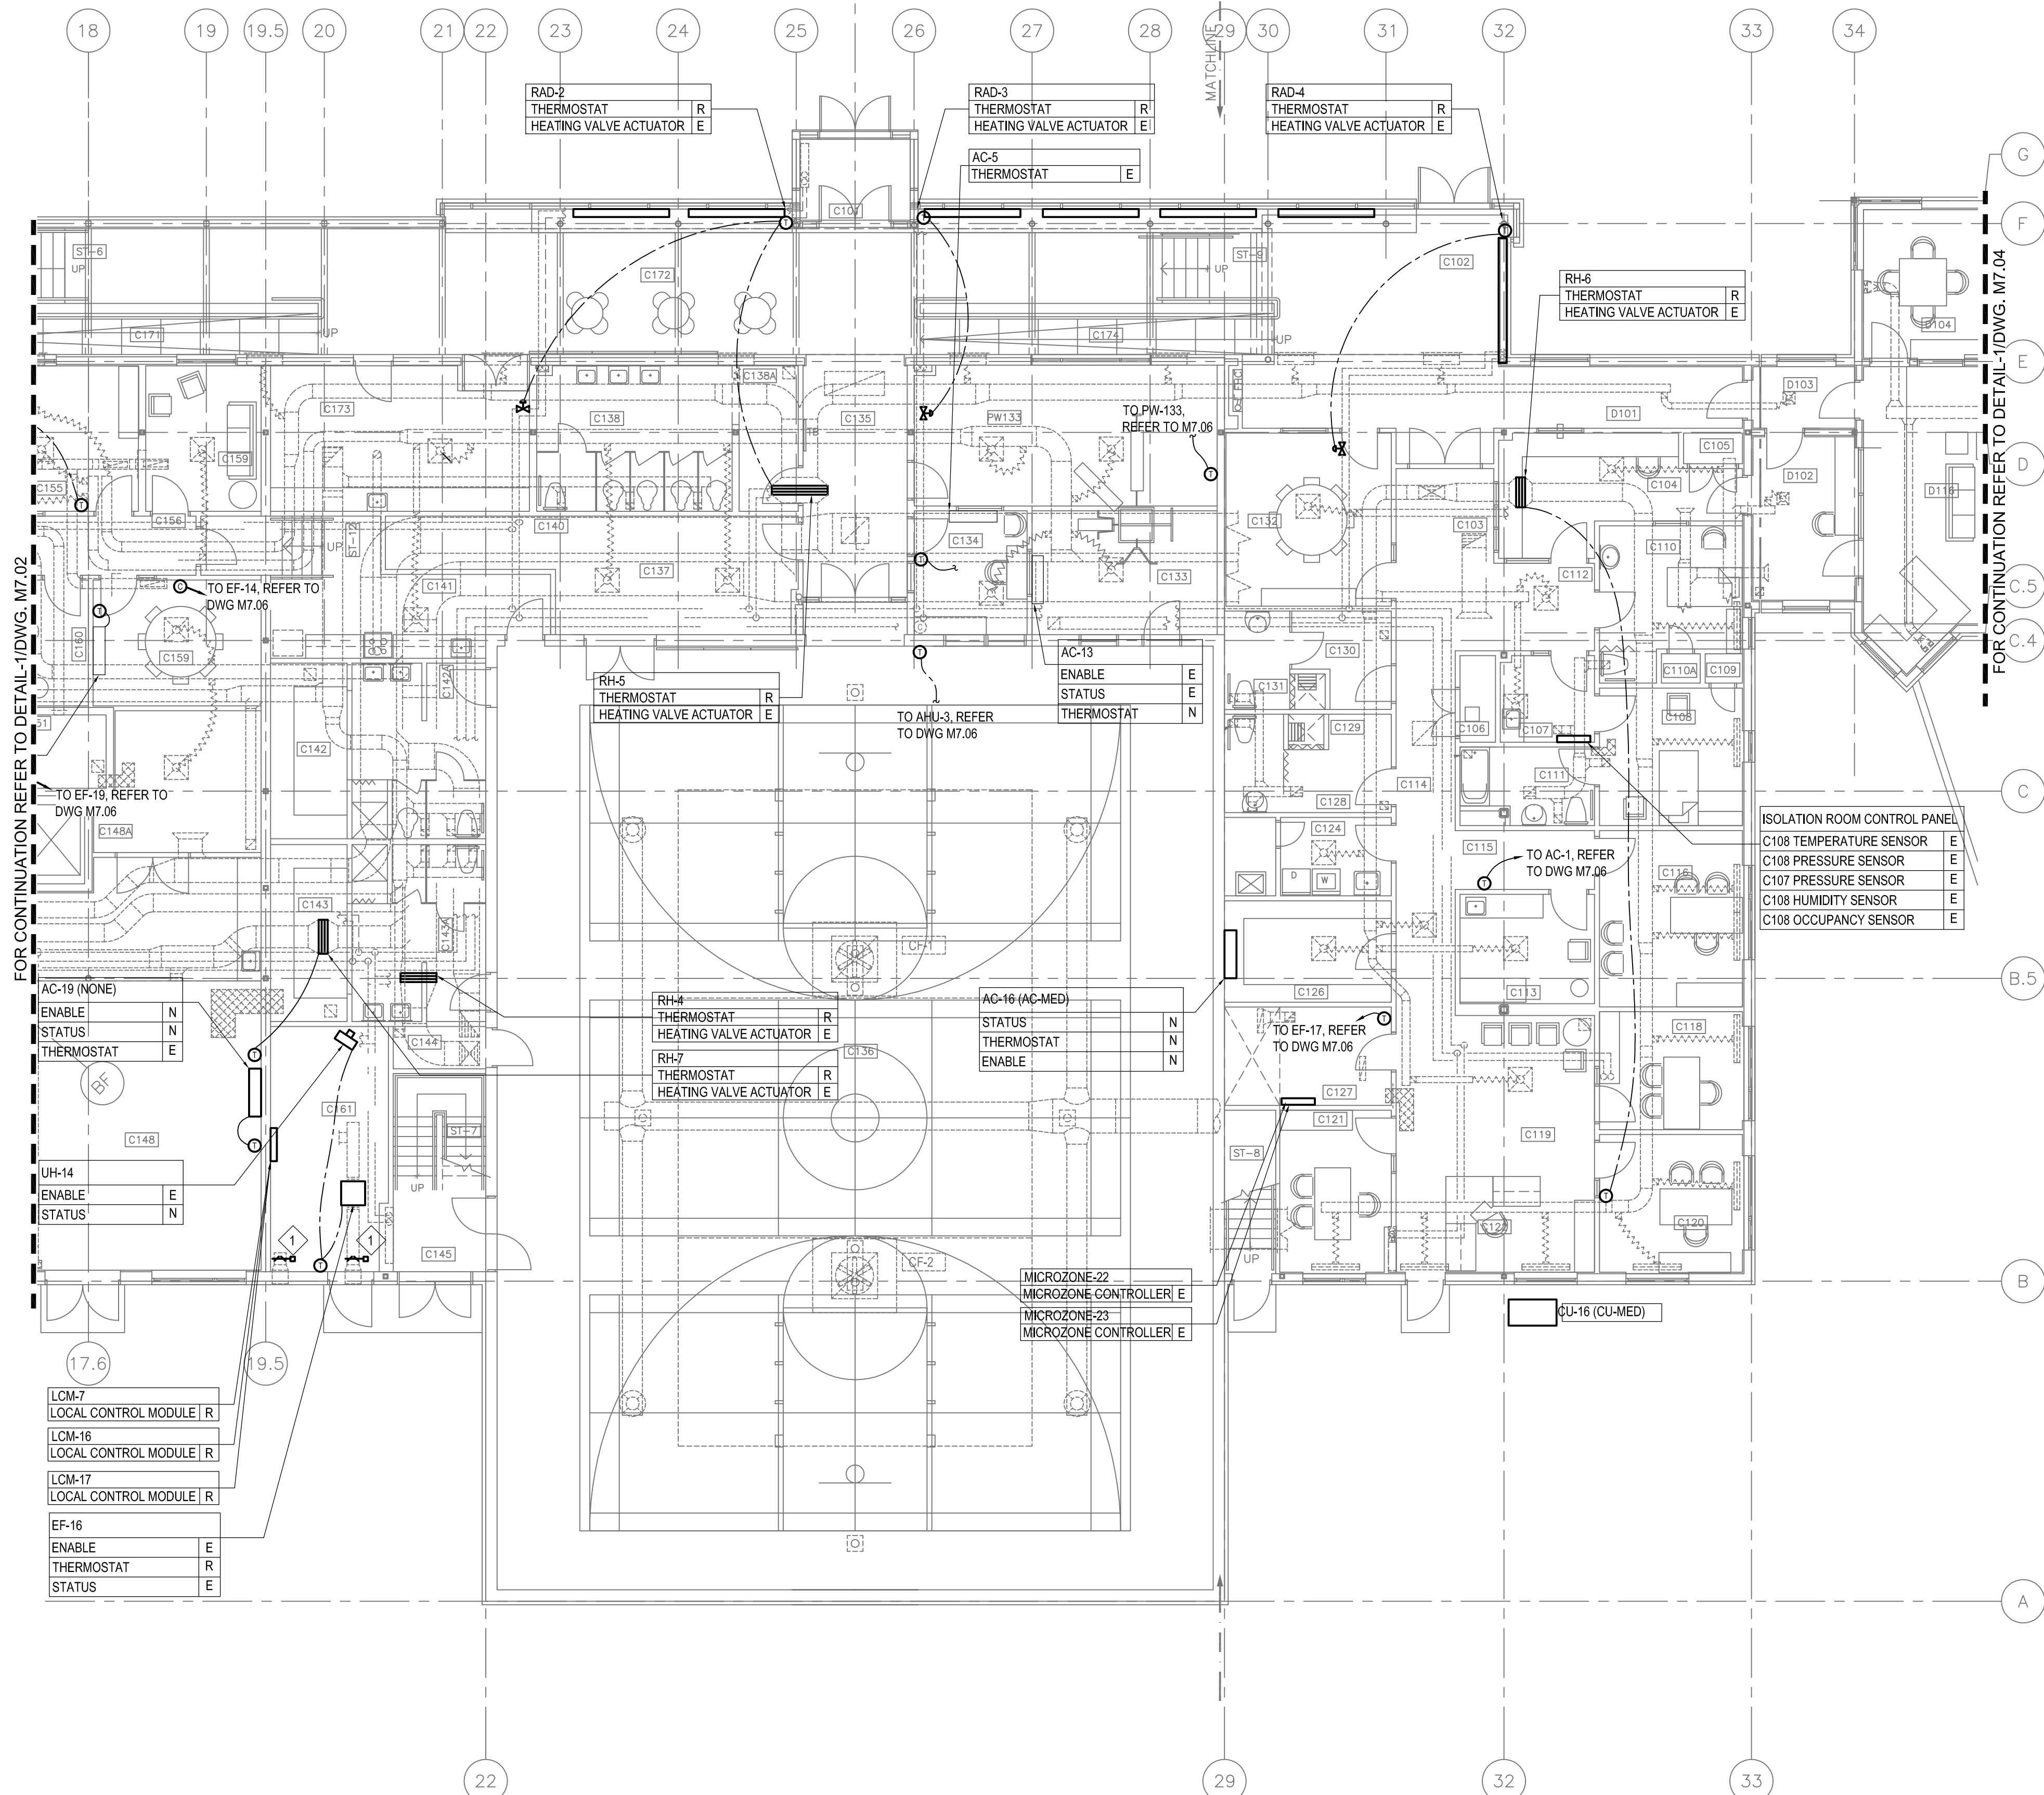 18
19
19.5
20
21
22
23
24
25
26
27
28
29
30
31
32
33
34
MATCHLINE
RAD-2
THERMOSTAT R
HEATING VALVE ACTUATOR E
RAD-3
THERMOSTAT R
HEATING VALVE ACTUATOR E
RAD-4
THERMOSTAT R
HEATING VALVE ACTUATOR E
AC-5
THERMOSTAT E
G
F
E
D
C.5
C.4
C
B.5
B
A
C101
ST-6
UP
C172
ST-9
UP
C102
RH-6
THERMOSTAT R
HEATING VALVE ACTUATOR E
FOR CONTINUATION REFER TO DETAIL-1/DWG. M7.04
D104
C171
UP
C174
UP
C173
C138
C138A
C135
TB
PW133
TO PW-133,
REFER TO M7.06
T
D101
D103
C159
C155
C156
C140
C105
C104
D102
D116
ST-12
UP
C134
C132
C103
C110
C112
C141
C137
C133
FOR CONTINUATION REFER TO DETAIL-1/DWG. M7.02
TO EF-14, REFER TO
DWG M7.06
C160
C159
C142A
RH-5
THERMOSTAT R
HEATING VALVE ACTUATOR E
TO AHU-3, REFER
TO DWG M7.06
AC-13
ENABLE E
STATUS E
THERMOSTAT N
C130
C131
C129
C110A
C109
C108
C106
C107
C142
C114
C111
TO EF-19, REFER TO
DWG M7.06
C148A
C128
C124
D
W
C115
TO AC-1, REFER
TO DWG M7.06
C116
ISOLATION ROOM CONTROL PANEL
C108 TEMPERATURE SENSOR E
C108 PRESSURE SENSOR E
C107 PRESSURE SENSOR E
C108 HUMIDITY SENSOR E
C108 OCCUPANCY SENSOR E
C143
C143A
CF-1
AC-19 (NONE)
ENABLE N
STATUS N
THERMOSTAT E
BF
RH-4
THERMOSTAT R
HEATING VALVE ACTUATOR E
RH-7
THERMOSTAT R
HEATING VALVE ACTUATOR E
AC-16 (AC-MED)
STATUS N
THERMOSTAT N
ENABLE N
C126
C113
TO EF-17, REFER
TO DWG M7.06
C118
C144
C136
C127
C121
C161
ST-7
UP
C148
ST-8
C119
UH-14
ENABLE E
STATUS N
1
1
C145
CF-2
UP
C122
C120
MICROZONE-22
MICROZONE CONTROLLER E
MICROZONE-23
MICROZONE CONTROLLER E
CU-16 (CU-MED)
17.6
19.5
LCM-7
LOCAL CONTROL MODULE R
LCM-16
LOCAL CONTROL MODULE R
LCM-17
LOCAL CONTROL MODULE R
EF-16
ENABLE E
THERMOSTAT R
STATUS E
22
29
32
33